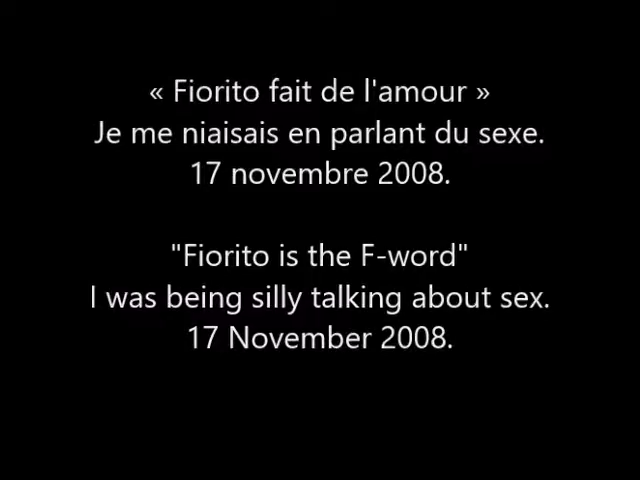 « Fiorito fait de l'amour »
Je me niaisais en parlant du sexe.
17 novembre 2008.
"Fiorito is the F-word"
I was being silly talking about sex.
17 November 2008.